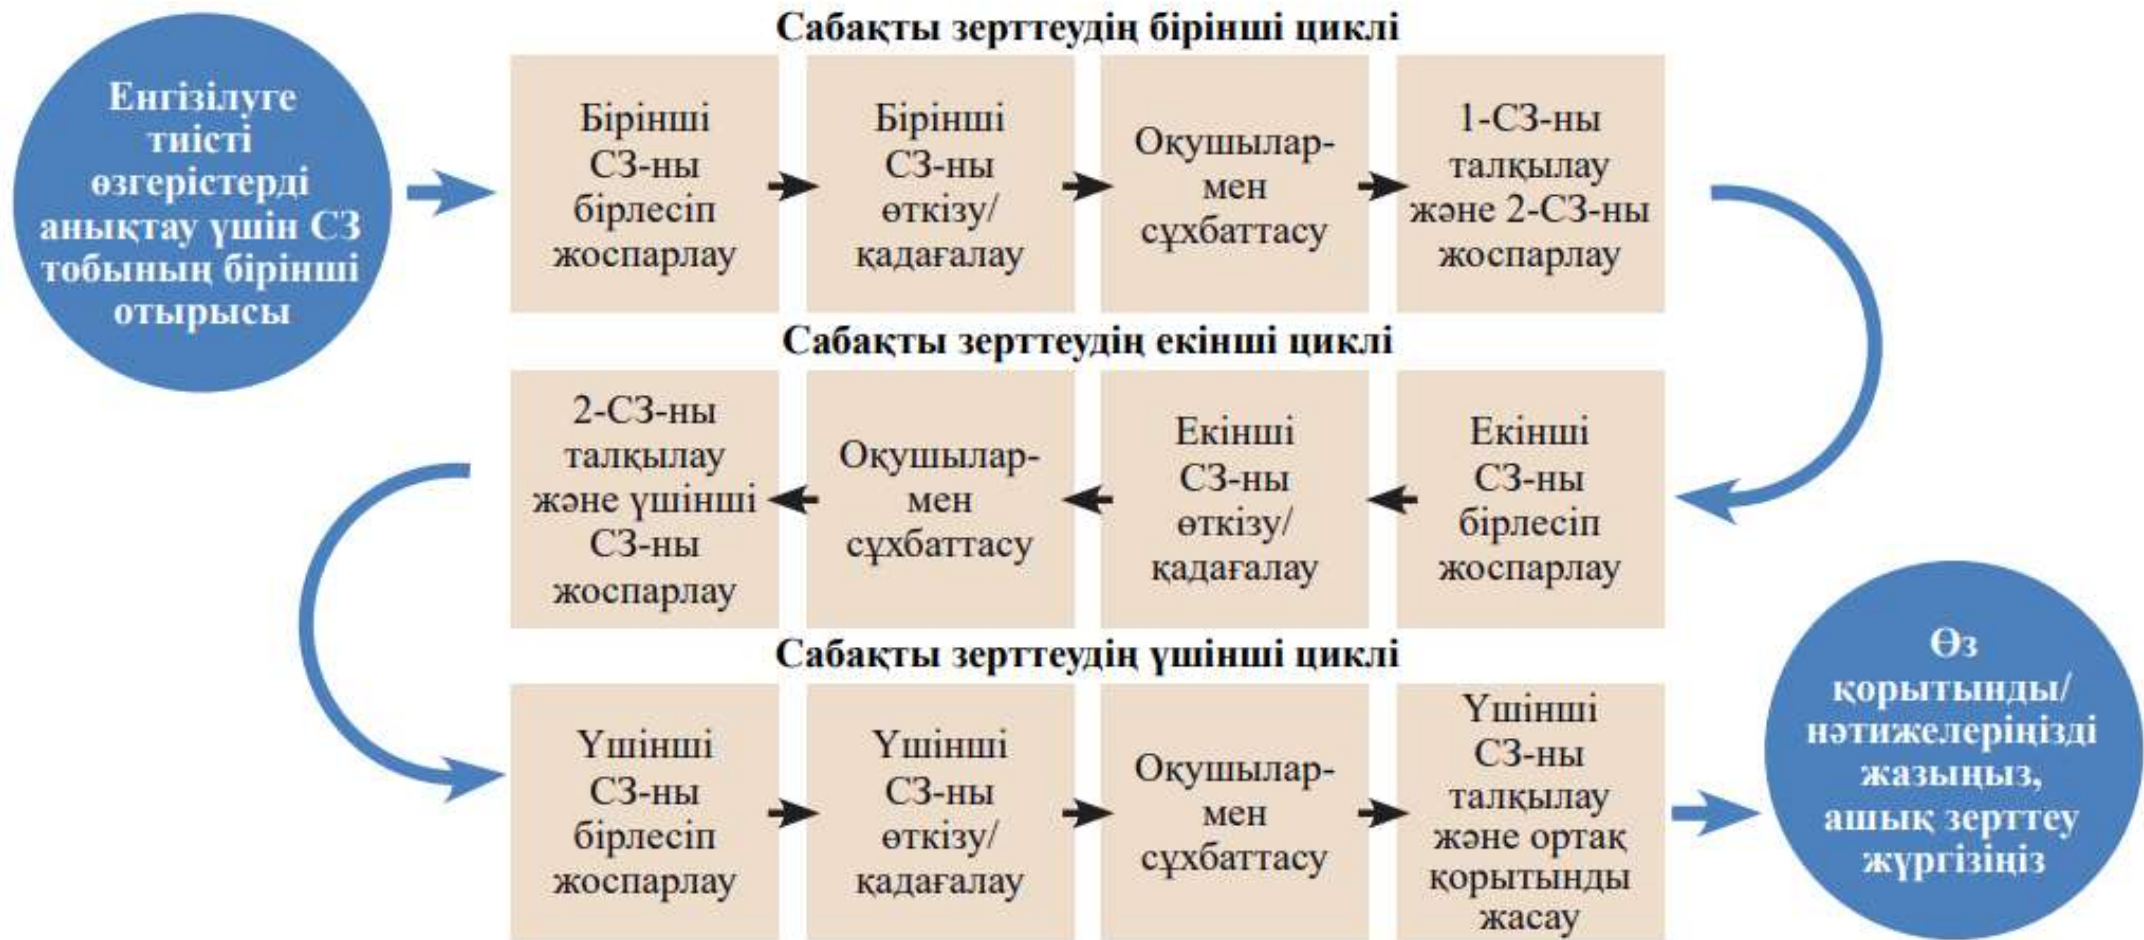 Енгізілуге
тиісті
өзгерістерді
анықтау үшін СЗ
тобының бірінші
отырысы
Сабақты зерттеудің бірінші циклі
Бірінші
СЗ-ны
бірлесіп
жоспарлау
Бірінші
СЗ-ны
өткізу/
қадағалау
Оқушылар-
мен
сұхбаттасу
1-СЗ-ны
талқылау
және 2-СЗ-ны
жоспарлау
Сабақты зерттеудің екінші циклі
Екінші
СЗ-ны
бірлесіп
жоспарлау
Екінші
СЗ-ны
өткізу/
қадағалау
Оқушылар-
мен
сұхбаттасу
2-СЗ-ны
талқылау
және үшінші
СЗ-ны
жоспарлау
Сабақты зерттеудің үшінші циклі
Үшінші
СЗ-ны
бірлесіп
жоспарлау
Үшінші
СЗ-ны
өткізу/
қадағалау
Оқушылар-
мен
сұхбаттасу
Үшінші
СЗ-ны
талқылау
және ортақ
қорытынды
жасау
Өз
қорытынды/
нәтижелеріңізді
жазыңыз,
ашық зерттеу
жүргізіңіз